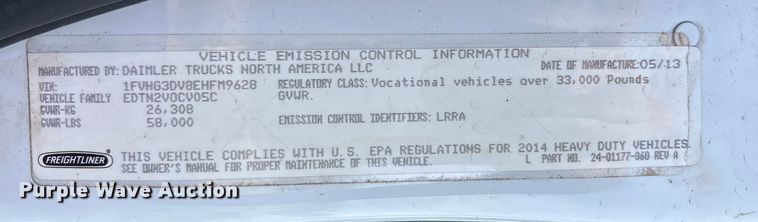 VEHICLE EMISSION CONTROL INFORMATION
MANUFACTURED BY: DAIMLER TRUCKS NORTH AMERICA LLC DATE OF MANUFACTURE: 05/13
VIN: 1FVHG3DV8EHFM9628 REGULATORY CLASS: Vocational vehicles over 33,000 Pounds
VEHICLE FAMILY EDTN2VOCV05C GVWR.
GVWR-KG 26,308
GVWR-LBS 58,000 EMISSION CONTROL IDENTIFIERS: LRRA
FREIGHTLINER
THIS VEHICLE COMPLIES WITH U.S. EPA REGULATIONS FOR 2014 HEAVY DUTY VEHICLES.
SEE OWNER'S MANUAL FOR PROPER MAINTENANCE OF THIS VEHICLE. L PART NO. 24-01177-060 REV A
Purple Wave Auction